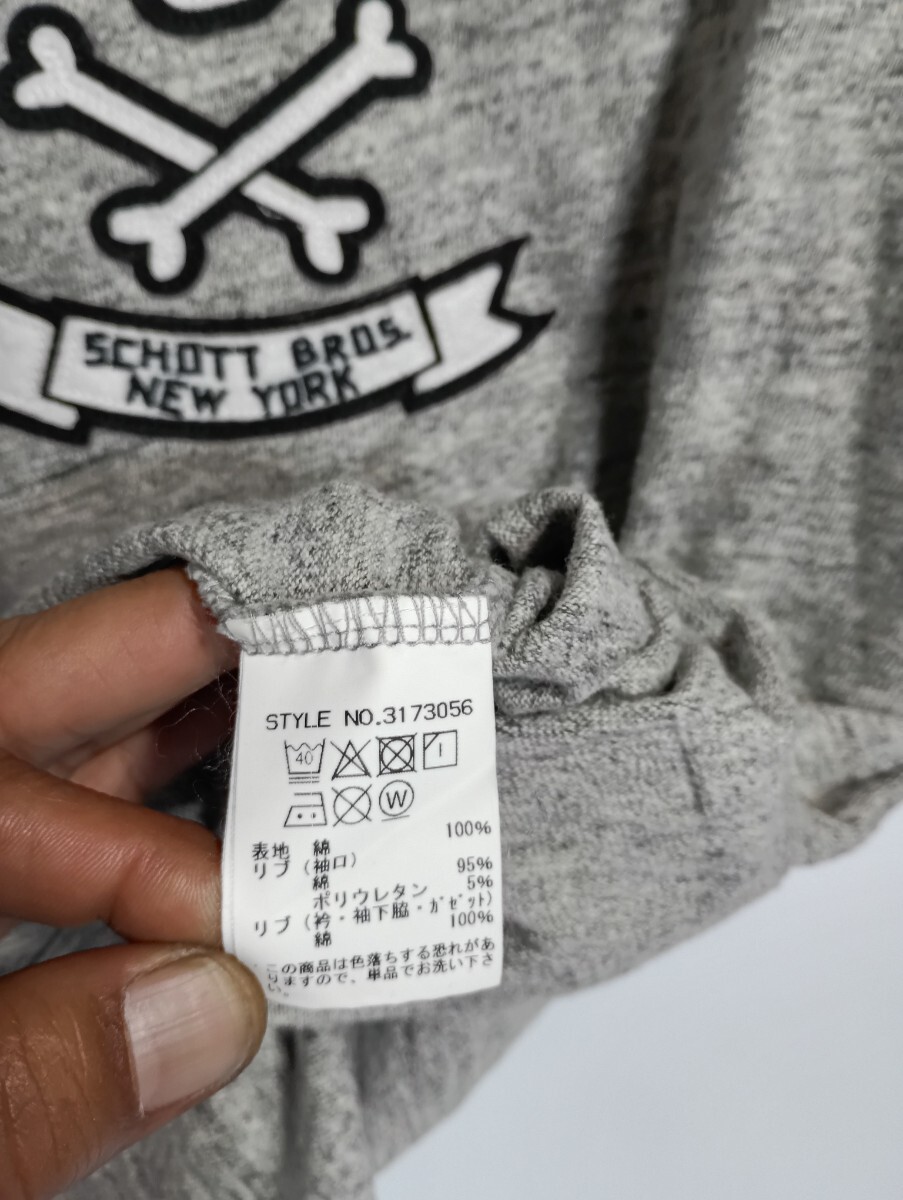 SCHOTT BROS.
NEW YORK
STYLE NO.3173056
40
W
表地 綿 100%
リブ (袖口)
綿 95%
ポリウレタン 5%
リブ (衿・袖下脇・ｶﾞｾﾞｯﾄ)
綿 100%
この商品は色落ちする恐れがあ
りますので、単品でお洗い下さ
い。